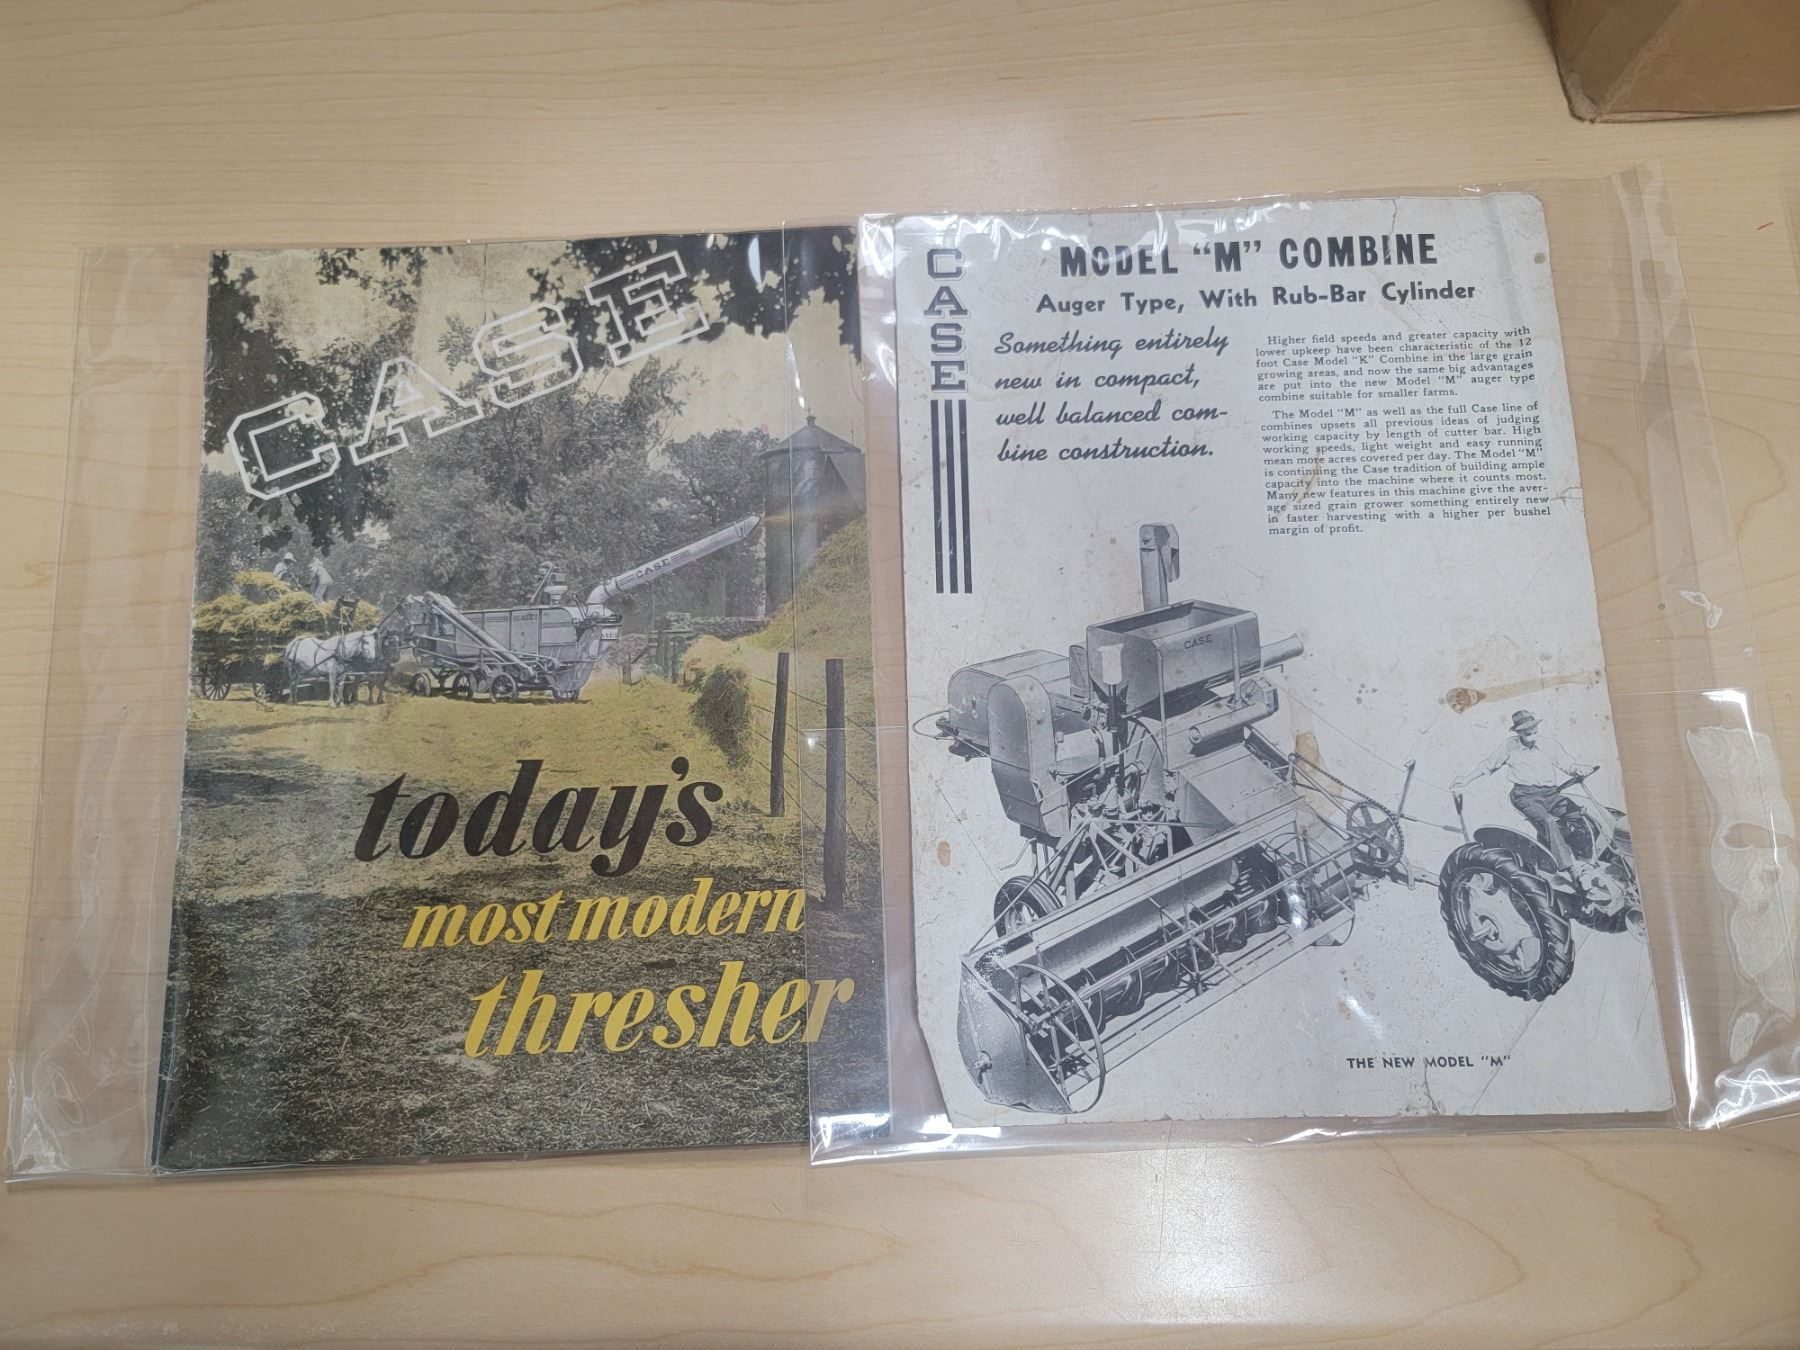 CASE
CASE
today's
most modern
thresher
CASE
MODEL "M" COMBINE
Auger Type, With Rub-Bar Cylinder
Something entirely
new in compact,
well balanced com-
bine construction.
Higher field speeds and greater capacity with
lower upkeep have been characteristic of the 12
foot Case Model "K" Combine in the large grain
growing areas, and now the same big advantages
are put into the new Model "M" auger type
combine suitable for smaller farms.
The Model "M" as well as the full Case line of
combines upsets all previous ideas of judging
working capacity by length of cutter bar. High
working speeds, light weight and easy running
mean more acres covered per day. The Model "M"
is continuing the Case tradition of building ample
capacity into the machine where it counts most.
Many new features in this machine give the aver-
age sized grain grower something entirely new
in faster harvesting with a higher per bushel
margin of profit.
CASE
THE NEW MODEL "M"